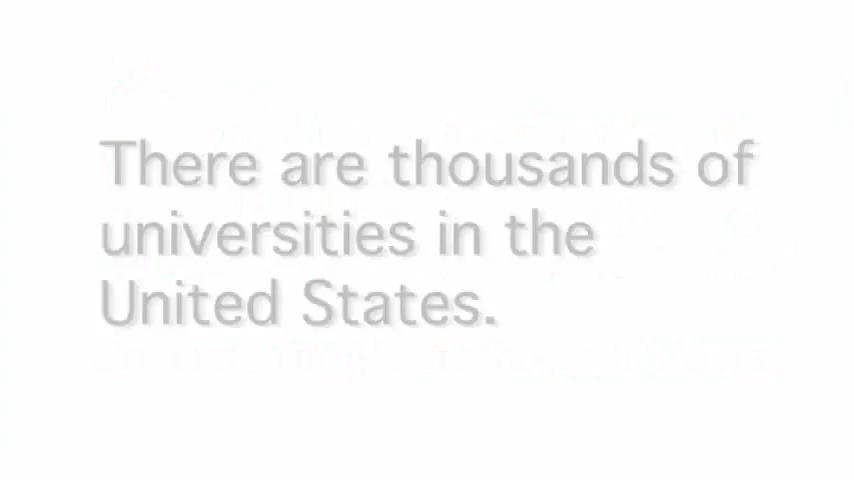 There are thousands of
universities in the
United States.